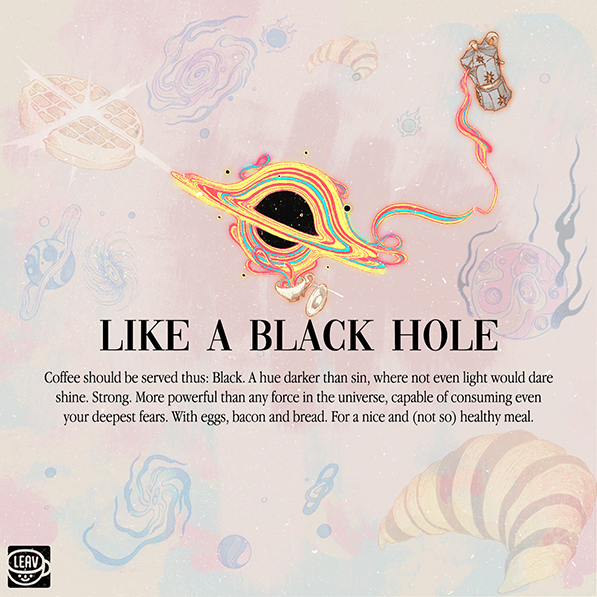 LIKE A BLACK HOLE
Coffee should be served thus: Black. A hue darker than sin, where not even light would dare
shine. Strong. More powerful than any force in the universe, capable of consuming even
your deepest fears. With eggs, bacon and bread. For a nice and (not so) healthy meal.
LEAV